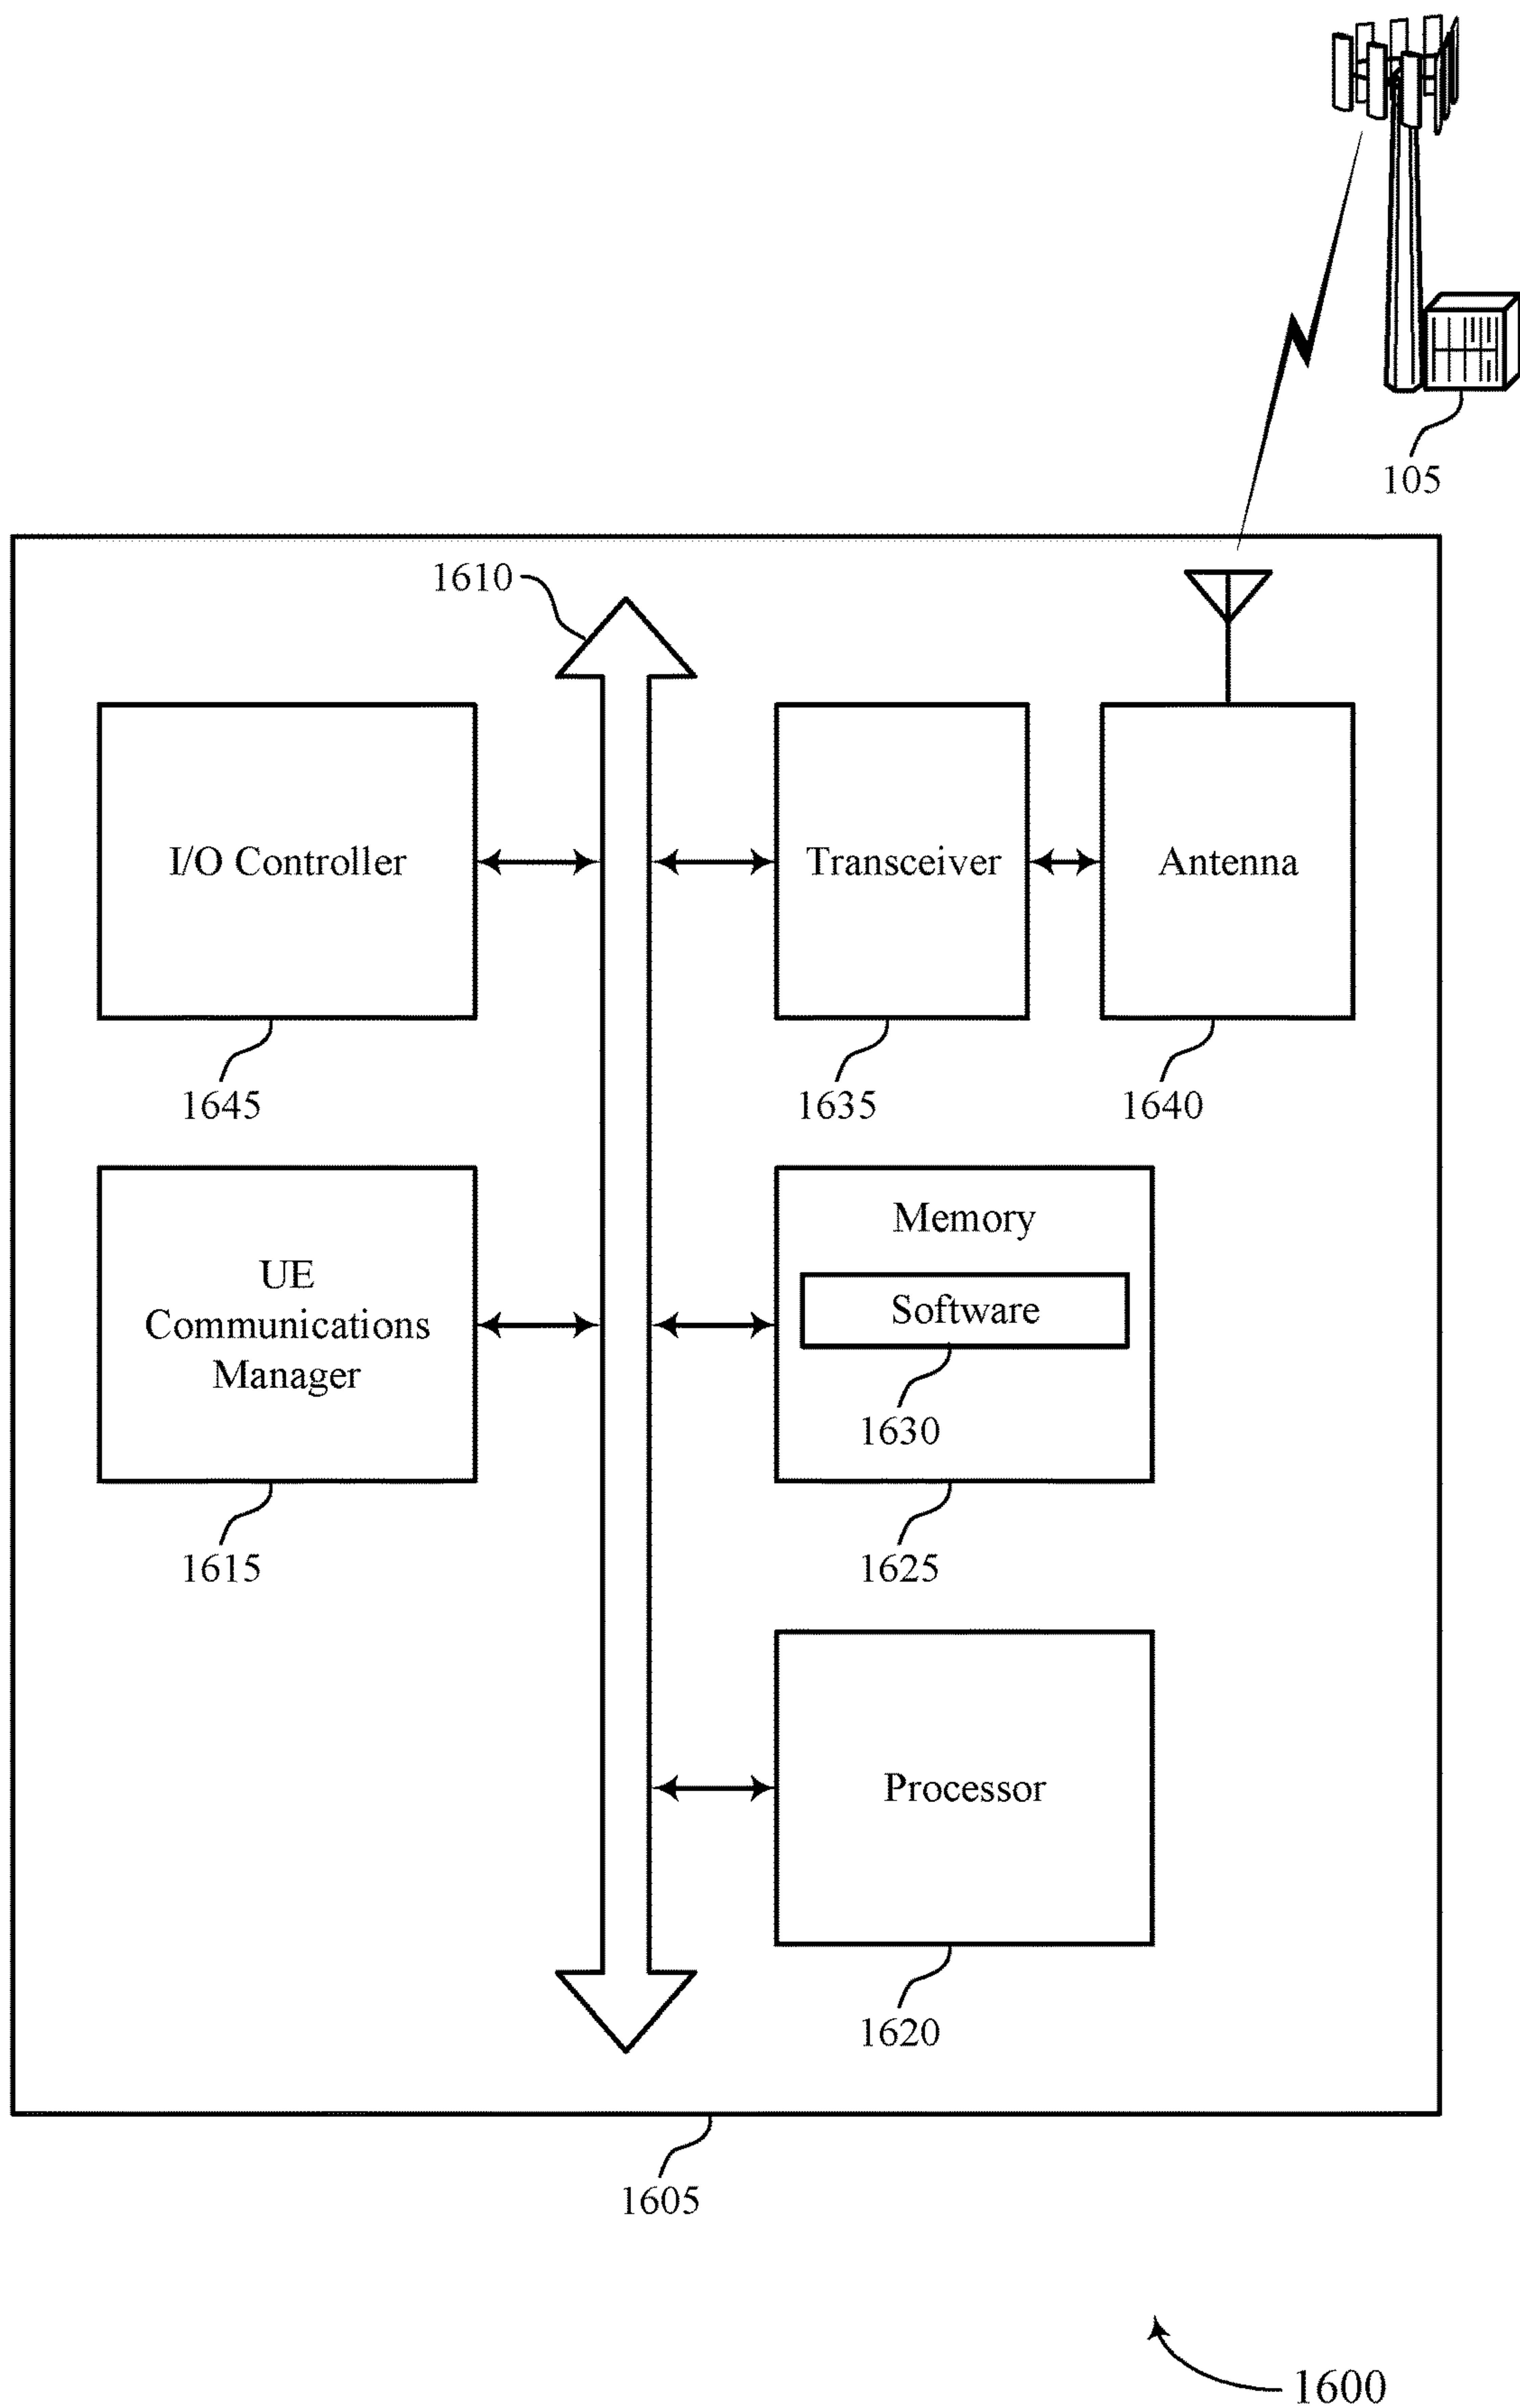 105
1610
I/O Controller
Transceiver
Antenna
1645
1635
1640
UE
Communications
Manager
Memory
Software
1630
1615
1625
Processor
1620
1605
1600